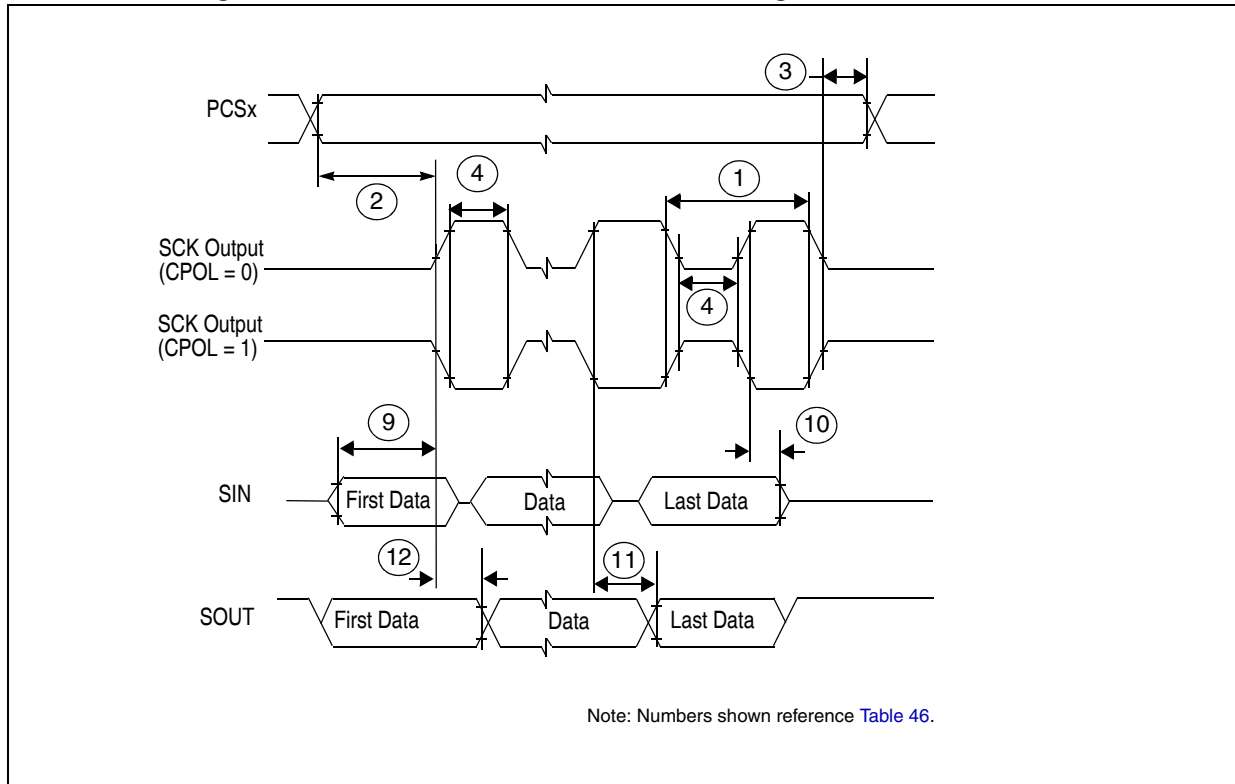 3
PCSx
2
4
1
SCK Output
(CPOL = 0)
4
SCK Output
(CPOL = 1)
9
10
SIN
First Data
Data
Last Data
12
11
SOUT
First Data
Data
Last Data
Note: Numbers shown reference Table 46.